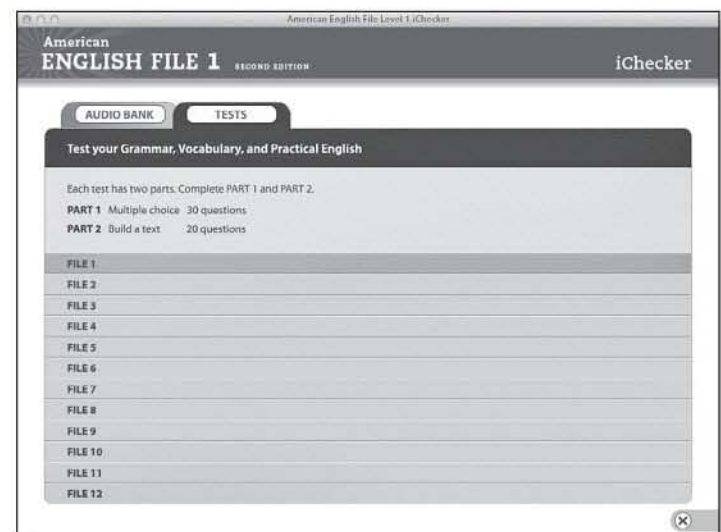 American English File Level 1 iChecker
American
ENGLISH FILE 1 SECOND EDITION
iChecker
AUDIO BANK TESTS
Test your Grammar, Vocabulary, and Practical English
Each test has two parts. Complete PART 1 and PART 2.
PART 1 Multiple choice 30 questions
PART 2 Build a text 20 questions
FILE 1
FILE 2
FILE 3
FILE 4
FILE 5
FILE 6
FILE 7
FILE 8
FILE 9
FILE 10
FILE 11
FILE 12